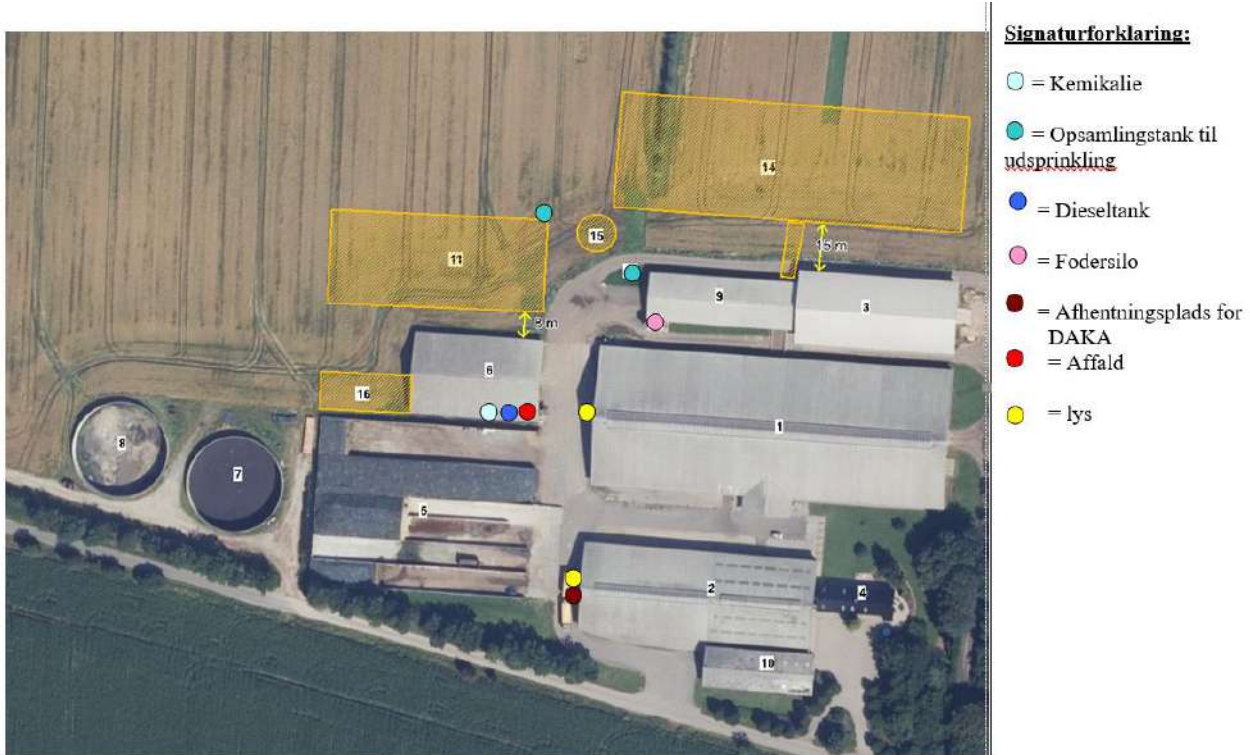 Signaturforklaring:
= Kemikalie
= Opsamlingstank til
udsprinkling
= Dieseltank
= Fodersilo
= Afhentningsplads for
DAKA
= Affald
= lys
14
15
11
15 m
9
3
8 m
6
16
8
7
1
5
2
4
10